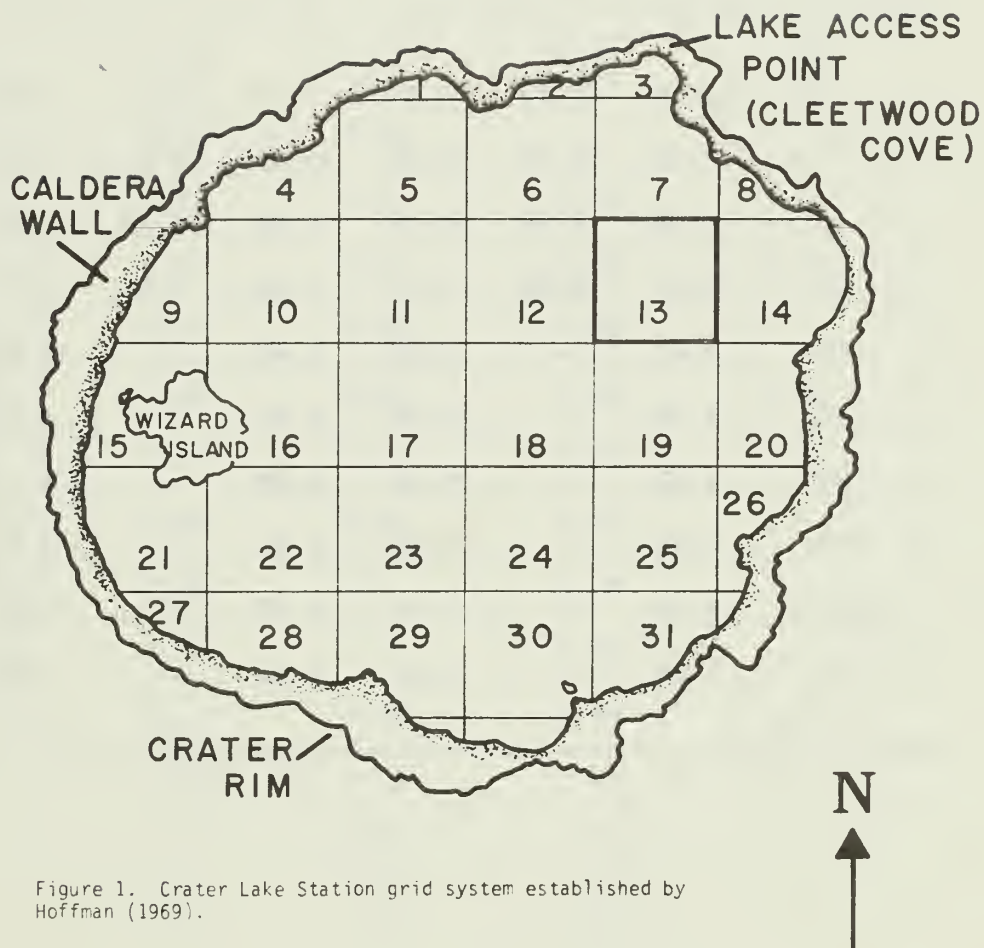 LAKE ACCESS
POINT
(CLEETWOOD
COVE)
CALDERA
WALL
1
2
3
4
5
6
7
8
9
10
11
12
13
14
WIZARD
ISLAND
15
16
17
18
19
20
26
21
22
23
24
25
27
28
29
30
31
CRATER
RIM
N
Figure 1. Crater Lake Station grid system established by
Hoffman (1969).